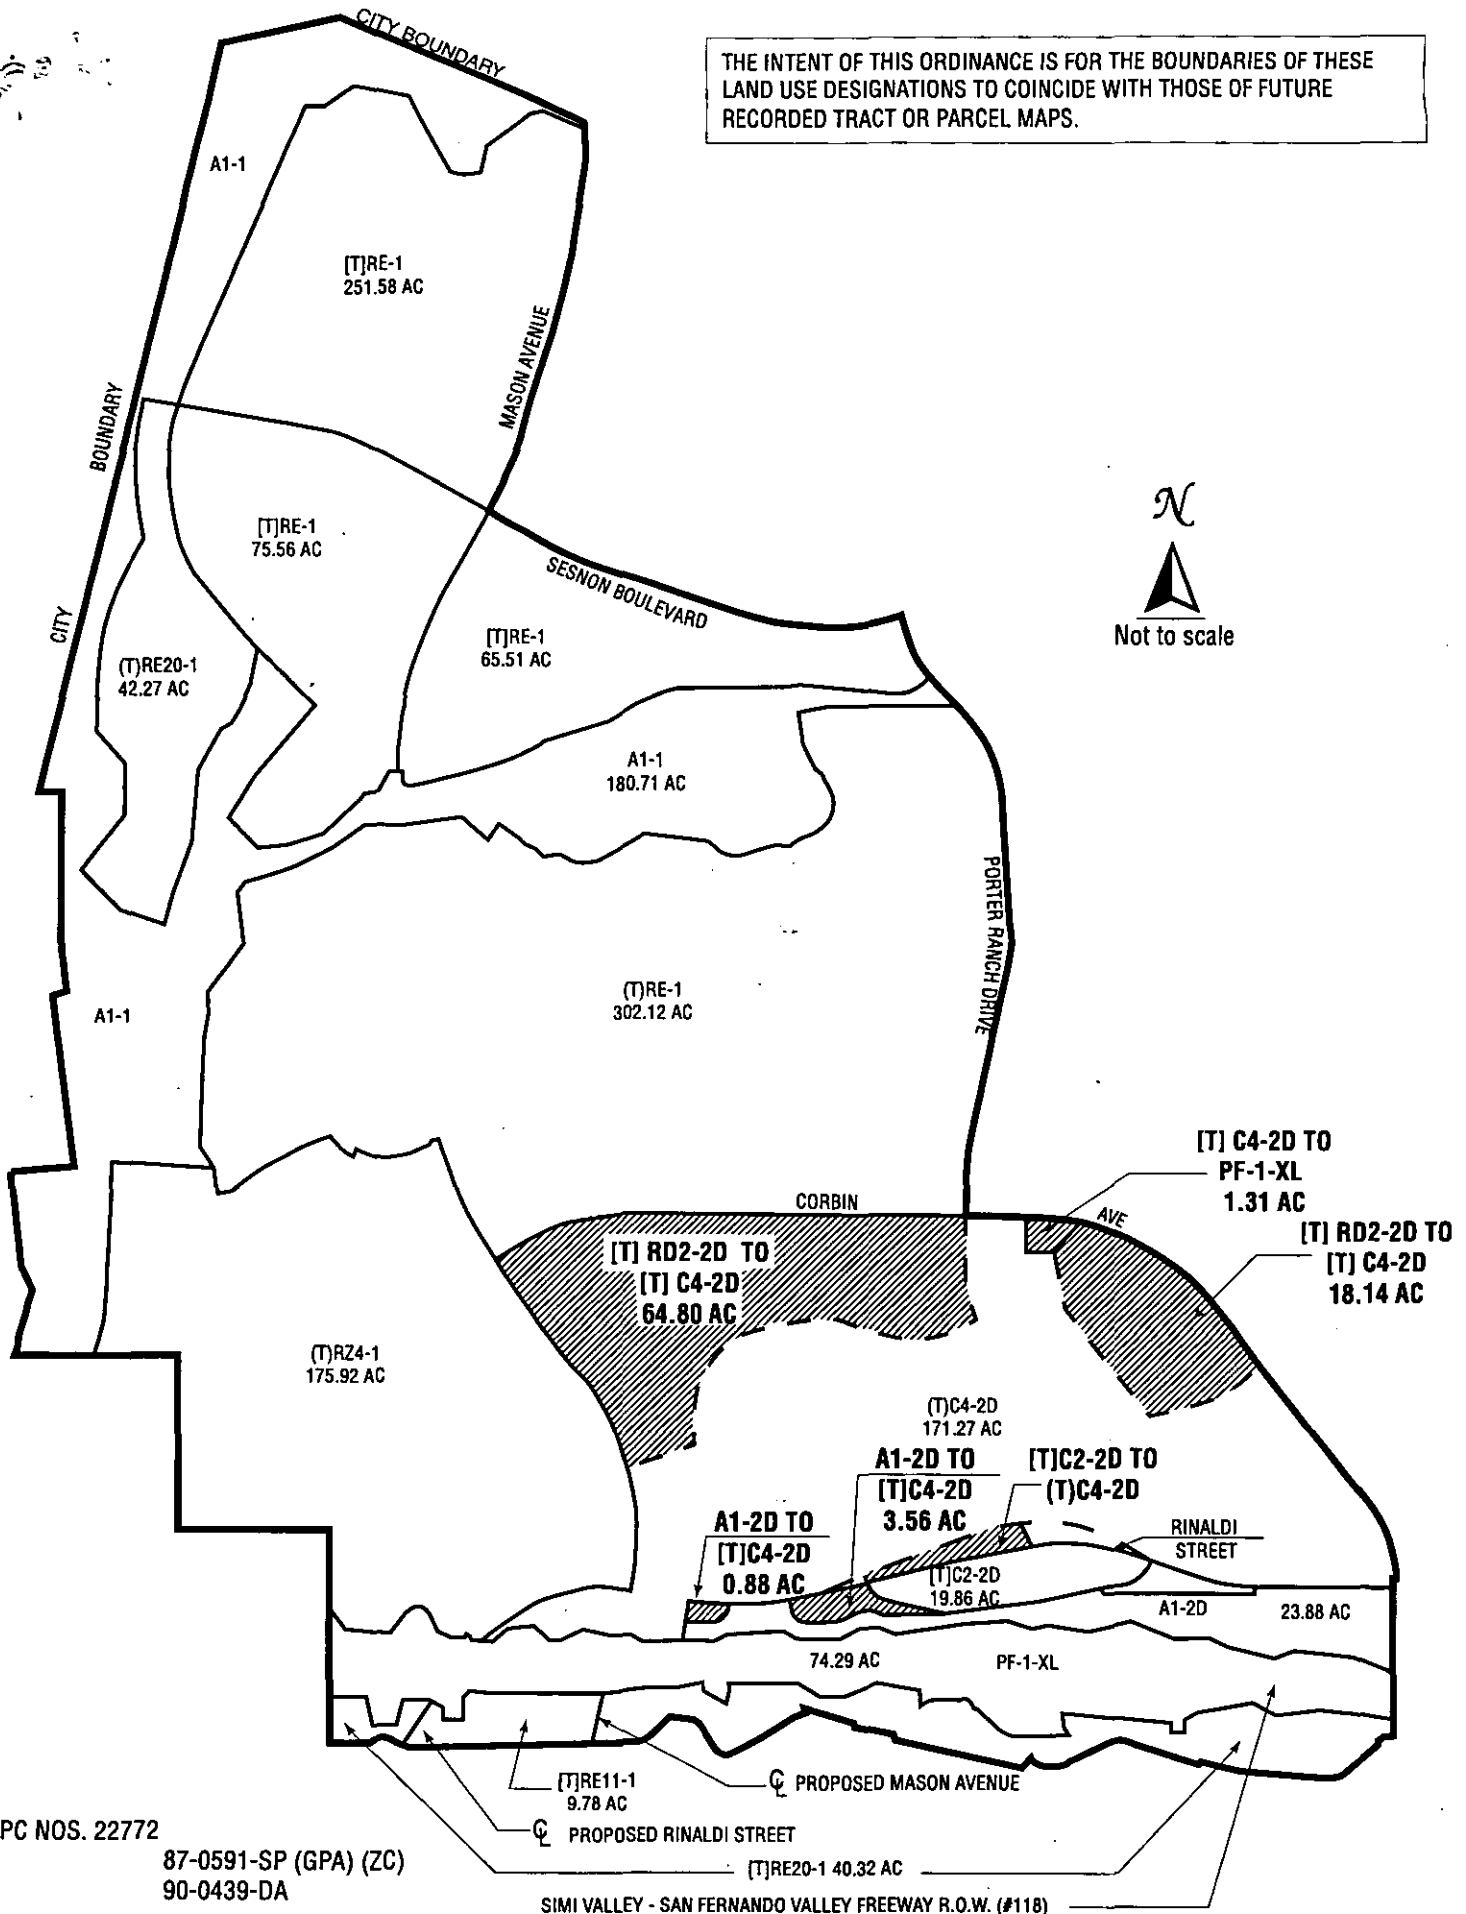 CITY BOUNDARY
THE INTENT OF THIS ORDINANCE IS FOR THE BOUNDARIES OF THESE
LAND USE DESIGNATIONS TO COINCIDE WITH THOSE OF FUTURE
RECORDED TRACT OR PARCEL MAPS.
A1-1
[T]RE-1
251.58 AC
MASON AVENUE
CITY BOUNDARY
[T]RE-1
75.56 AC
SESNON BOULEVARD
N
Not to scale
[T]RE-1
65.51 AC
(T)RE20-1
42.27 AC
A1-1
180.71 AC
PORTER RANCH DRIVE
(T)RE-1
302.12 AC
A1-1
[T] C4-2D TO
PF-1-XL
1.31 AC
CORBIN AVE
[T] RD2-2D TO
[T] C4-2D
18.14 AC
[T] RD2-2D TO
[T] C4-2D
64.80 AC
(T)RZ4-1
175.92 AC
(T)C4-2D
171.27 AC
A1-2D TO
[T]C4-2D
3.56 AC
[T]C2-2D TO
(T)C4-2D
A1-2D TO
[T]C4-2D
0.88 AC
RINALDI
STREET
[T]C2-2D
19.86 AC
A1-2D
23.88 AC
74.29 AC
PF-1-XL
[T]RE11-1
9.78 AC
℄ PROPOSED MASON AVENUE
℄ PROPOSED RINALDI STREET
PC NOS. 22772
87-0591-SP (GPA) (ZC)
90-0439-DA
[T]RE20-1 40.32 AC
SIMI VALLEY - SAN FERNANDO VALLEY FREEWAY R.O.W. (#118)